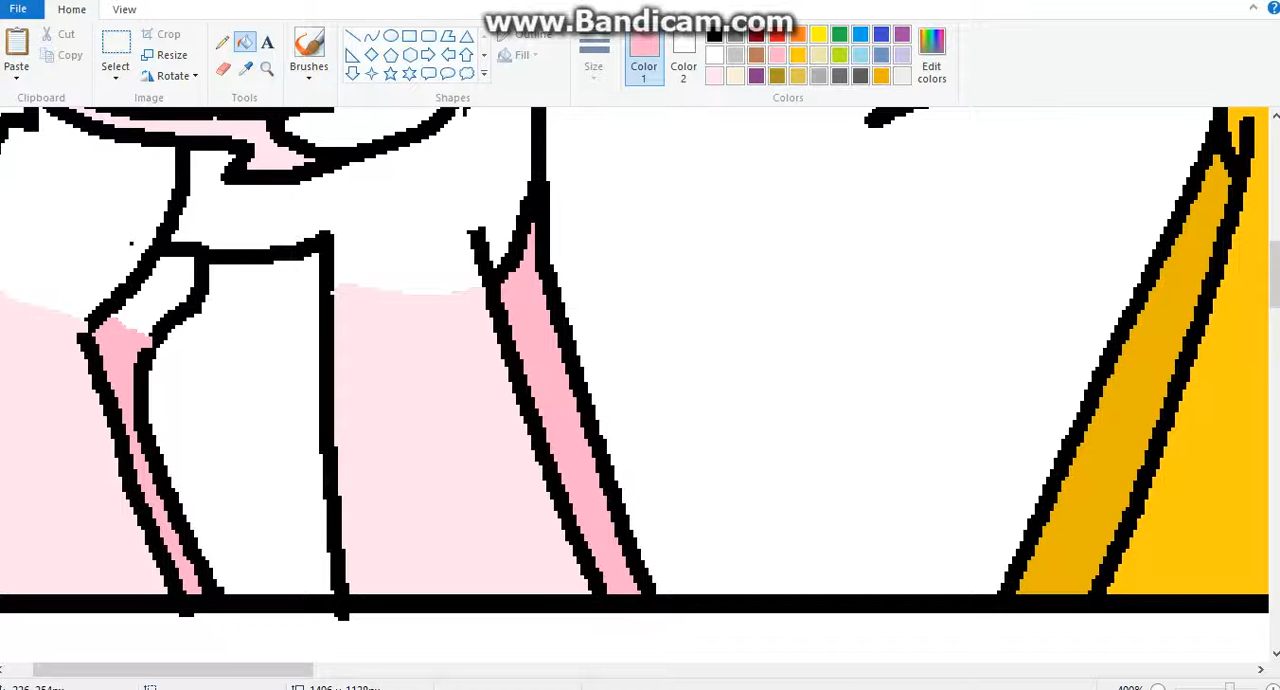 www.Bandicam.com
File
Home
View
Paste
Cut
Copy
Clipboard
Select
Crop
Resize
Rotate
Image
A
Tools
Brushes
Outline
Fill
Shapes
Size
Color 1
Color 2
Edit colors
Colors
400%